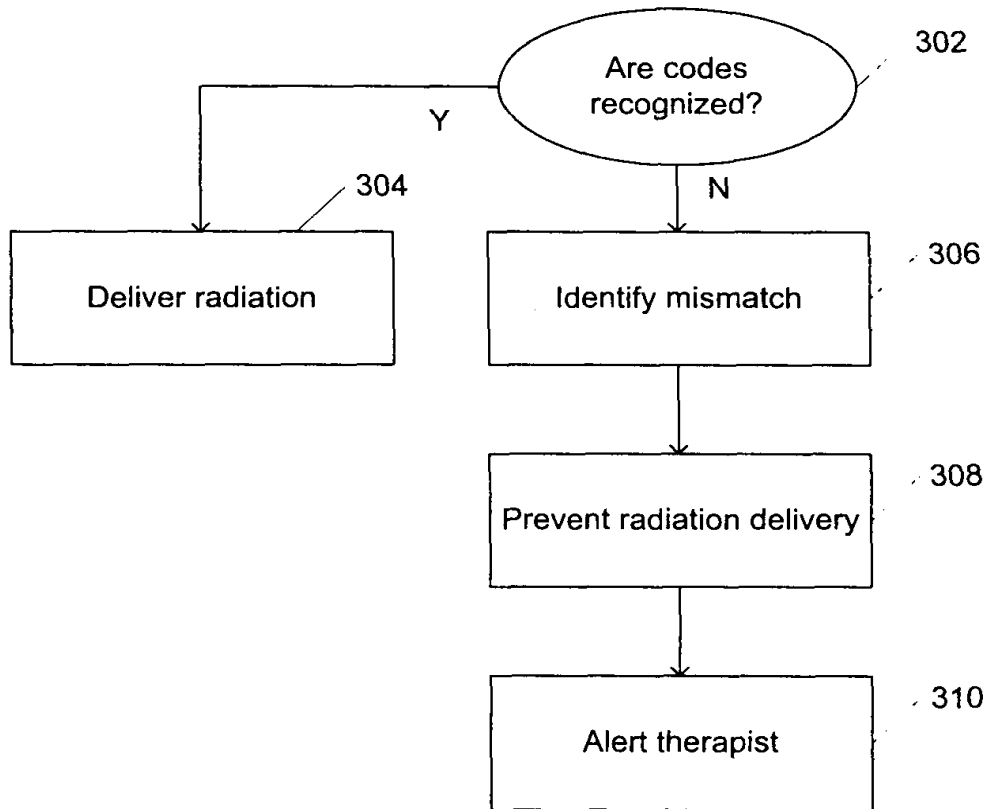 302
Are codes
recognized?
Y
N
304
306
Deliver radiation
Identify mismatch
308
Prevent radiation delivery
310
Alert therapist